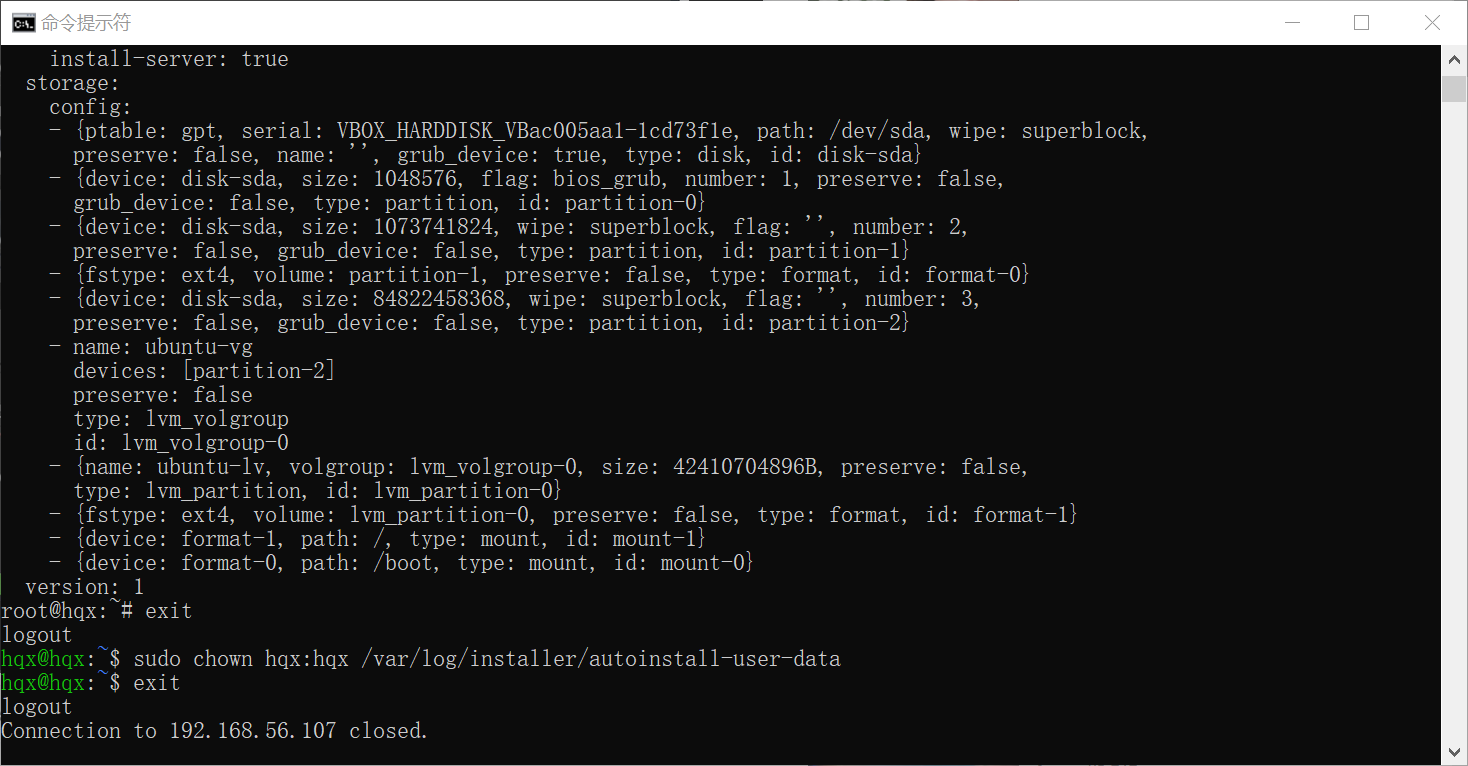 命令提示符
    install-server: true
  storage:
    config:
    - {ptable: gpt, serial: VBOX_HARDDISK_VBac005aa1-1cd73f1e, path: /dev/sda, wipe: superblock,
      preserve: false, name: '', grub_device: true, type: disk, id: disk-sda}
    - {device: disk-sda, size: 1048576, flag: bios_grub, number: 1, preserve: false,
      grub_device: false, type: partition, id: partition-0}
    - {device: disk-sda, size: 1073741824, wipe: superblock, flag: '', number: 2,
      preserve: false, grub_device: false, type: partition, id: partition-1}
    - {fstype: ext4, volume: partition-1, preserve: false, type: format, id: format-0}
    - {device: disk-sda, size: 84822458368, wipe: superblock, flag: '', number: 3,
      preserve: false, grub_device: false, type: partition, id: partition-2}
    - name: ubuntu-vg
      devices: [partition-2]
      preserve: false
      type: lvm_volgroup
      id: lvm_volgroup-0
    - {name: ubuntu-lv, volgroup: lvm_volgroup-0, size: 42410704896B, preserve: false,
      type: lvm_partition, id: lvm_partition-0}
    - {fstype: ext4, volume: lvm_partition-0, preserve: false, type: format, id: format-1}
    - {device: format-1, path: /, type: mount, id: mount-1}
    - {device: format-0, path: /boot, type: mount, id: mount-0}
  version: 1
root@hqx:~# exit
logout
hqx@hqx:~$ sudo chown hqx:hqx /var/log/installer/autoinstall-user-data
hqx@hqx:~$ exit
logout
Connection to 192.168.56.107 closed.